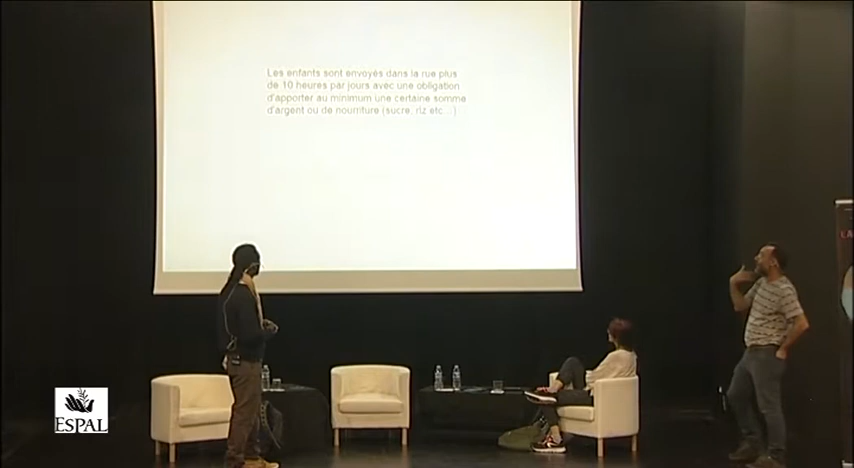 Les enfants sont envoyés dans la rue plus
de 10 heures par jours avec une obligation
d'apporter au minimum une certaine somme
d'argent ou de nourriture (sucre, riz etc...)
ESPAL